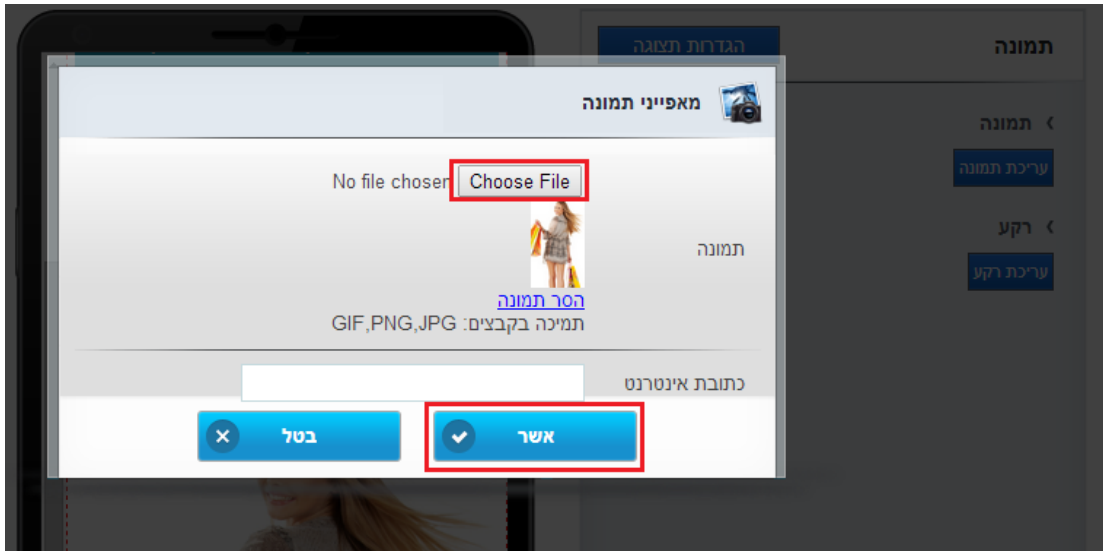 תמונה
הגדרות תצוגה
תמונה
עריכת תמונה
רקע
עריכת רקע
מאפייני תמונה
Choose File No file chosen
תמונה
הסר תמונה
תמיכה בקבצים: GIF,PNG,JPG
כתובת אינטרנט
אשר
בטל